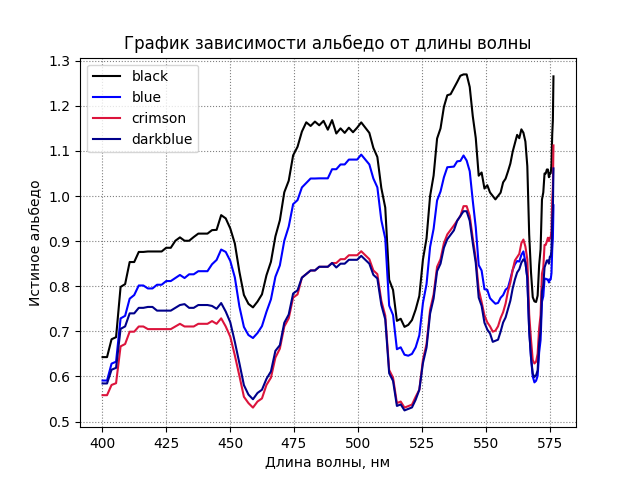 График зависимости альбедо от длины волны
black
blue
crimson
darkblue
Истиное альбедо
1.3
1.2
1.1
1.0
0.9
0.8
0.7
0.6
0.5
400 425 450 475 500 525 550 575
Длина волны, нм